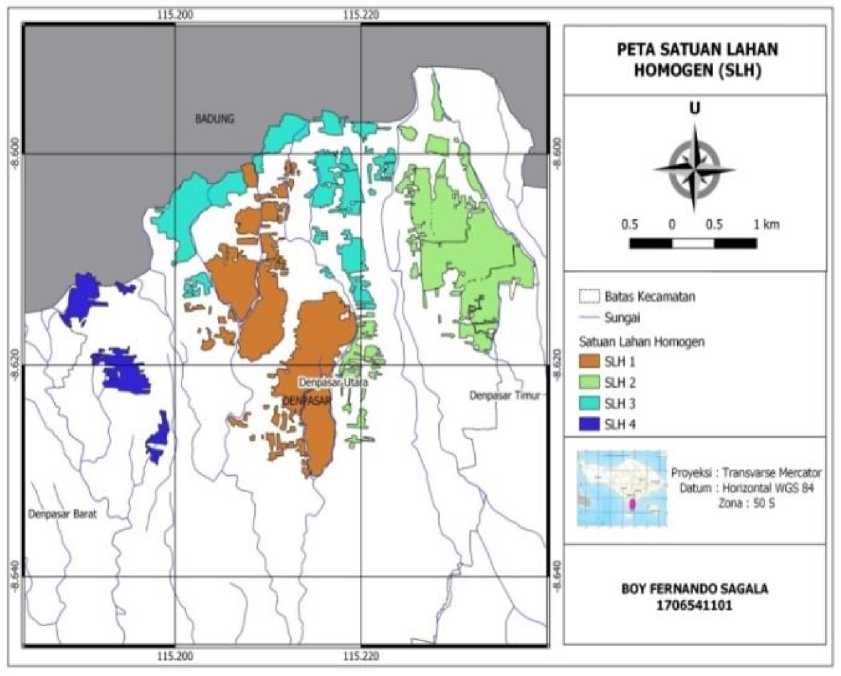 115.200
115.220
-8.600
-8.600
BADUNG
-8.620
-8.620
Denpasar Utara
DENPASAR
Denpasar Timur
Denpasar Barat
-8.640
-8.640
115.200
115.220
PETA SATUAN LAHAN
HOMOGEN (SLH)
U
0.5 0 0.5 1 km
Batas Kecamatan
Sungai
Satuan Lahan Homogen
SLH 1
SLH 2
SLH 3
SLH 4
Proyeksi : Transvarse Mercator
Datum : Horizontal WGS 84
Zona : 50 S
BOY FERNANDO SAGALA
1706541101